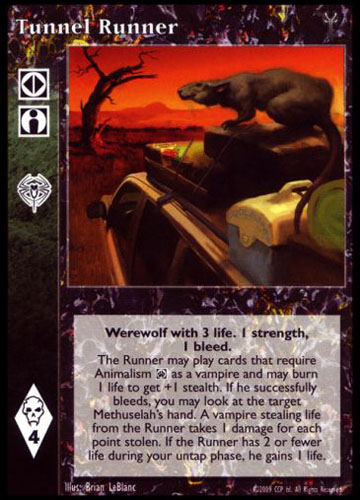 Tunnel Runner
Werewolf with 3 life. 1 strength,
1 bleed.
The Runner may play cards that require
Animalism as a vampire and may burn
1 life to get +1 stealth. If he successfully
bleeds, you may look at the target
Methuselah's hand. A vampire stealing life
from the Runner takes 1 damage for each
point stolen. If the Runner has 2 or fewer
life during your untap phase, he gains 1 life.
4
Illus: Brian LeBlanc